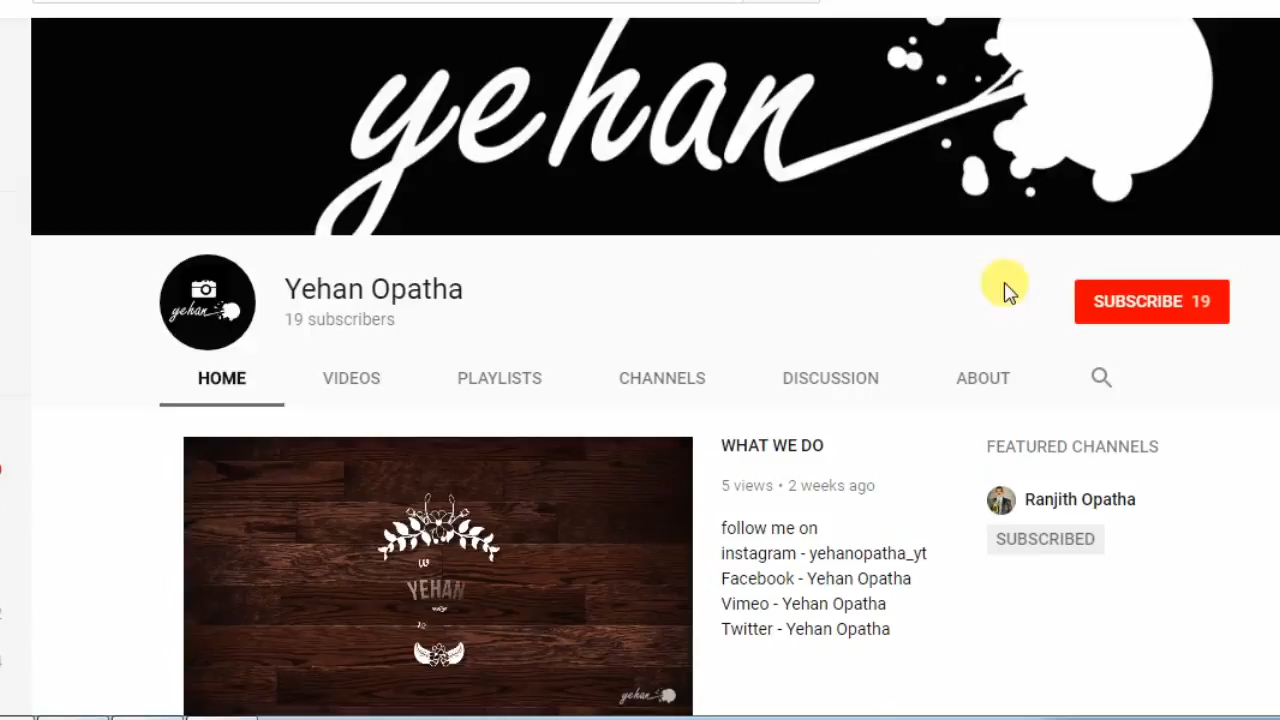 yehan
yehan
Yehan Opatha
19 subscribers
SUBSCRIBE 19
HOME VIDEOS PLAYLISTS CHANNELS DISCUSSION ABOUT
YEHAN
yehan
WHAT WE DO
5 views • 2 weeks ago
follow me on
instagram - yehanopatha_yt
Facebook - Yehan Opatha
Vimeo - Yehan Opatha
Twitter - Yehan Opatha
FEATURED CHANNELS
Ranjith Opatha
SUBSCRIBED